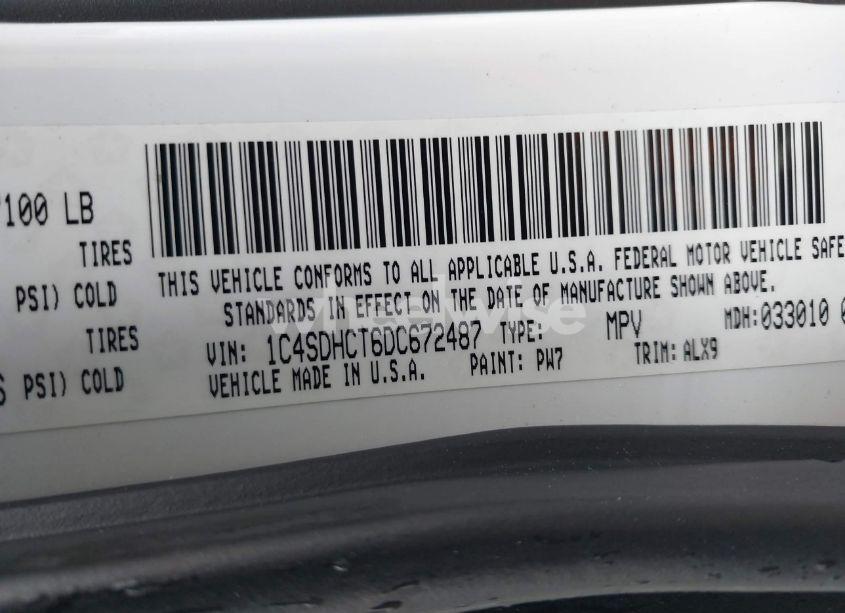 100 LB
TIRES
PSI) COLD
TIRES
PSI) COLD
THIS VEHICLE CONFORMS TO ALL APPLICABLE U.S.A. FEDERAL MOTOR VEHICLE SAFE
STANDARDS IN EFFECT ON THE DATE OF MANUFACTURE SHOWN ABOVE.
VIN: 1C4SDHCT6DC672487 TYPE: MPV MDH:033010 0
VEHICLE MADE IN U.S.A. PAINT: PW7 TRIM: ALX9
wheelwise